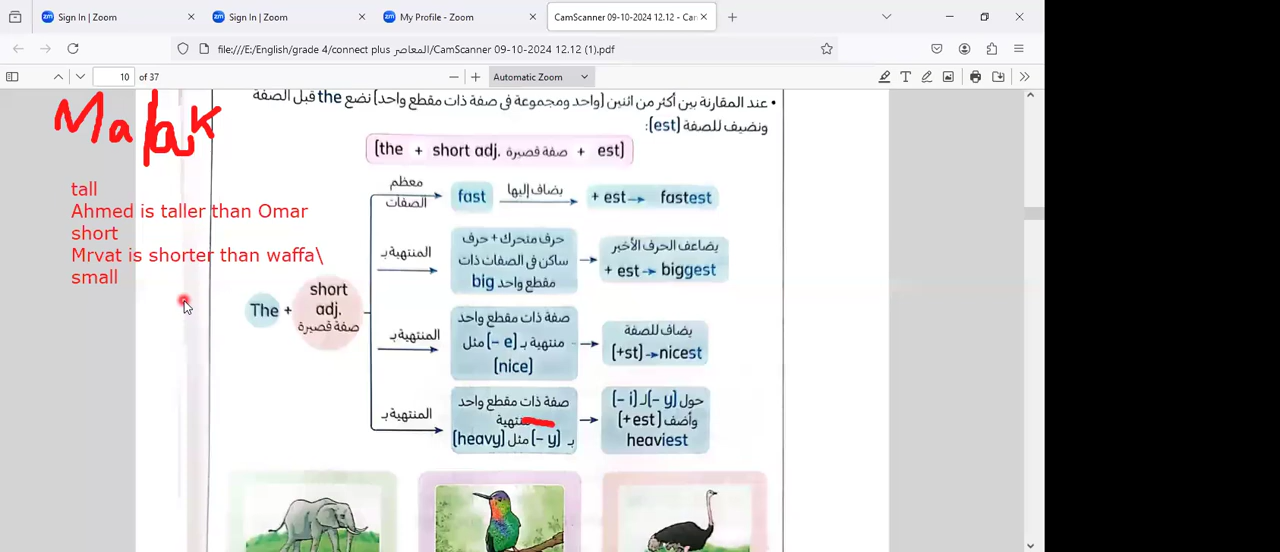 Sign In | Zoom
Sign In | Zoom
My Profile - Zoom
CamScanner 09-10-2024 12.12 - Car
file:///E:/English/grade 4/connect plus المعاصر/CamScanner 09-10-2024 12.12 (1).pdf
10 of 37
Automatic Zoom
• عند المقارنة بين أكثر من اثنين (واحد ومجموعة فى صفة ذات مقطع واحد) نضع the قبل الصفة
ونضيف للصفة (est):
(the + short adj. صفة قصيرة + est)
Malak
tall
Ahmed is taller than Omar
short
Mrvat is shorter than waffa\
small
The +
short
adj.
صفة قصيرة
معظم
الصفات
fast
يضاف إليها
+ est→ fastest
المنتهية بـ
حرف متحرك + حرف
ساكن فى الصفات ذات
مقطع واحد big
يضاعف الحرف الأخير
+ est→ biggest
المنتهية بـ
صفة ذات مقطع واحد
منتهية بـ (e –) مثل
(nice)
يضاف للصفة
(+st) →nicest
المنتهية بـ
صفة ذات مقطع واحد
منتهية
بـ (y –) مثل (heavy)
حول (y –) لـ (i –)
وأضف (est+)
heaviest